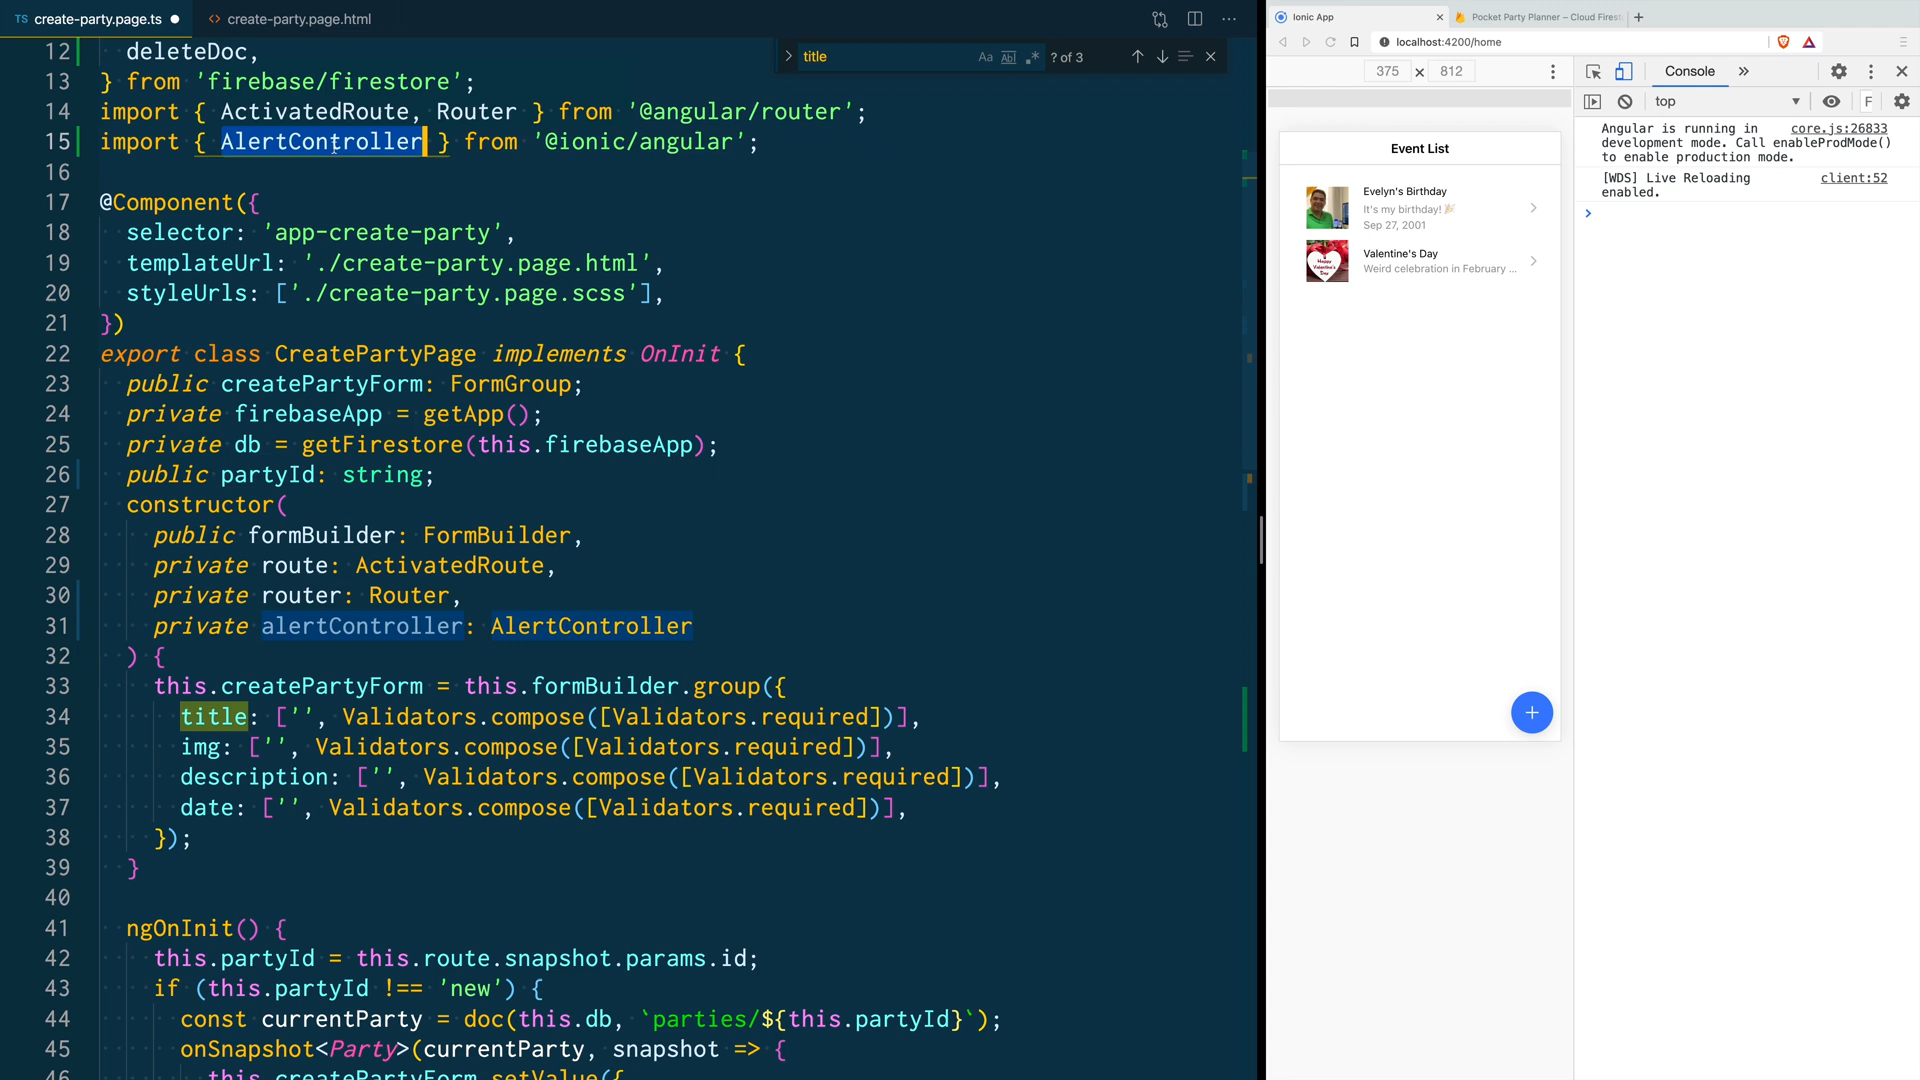 TS create-party.page.ts ●
<> create-party.page.html
title
Aa Abl .* ? of 3
12 deleteDoc,
13 } from 'firebase/firestore';
14 import { ActivatedRoute, Router } from '@angular/router';
15 import { AlertController } from '@ionic/angular';
16
17 @Component({
18 selector: 'app-create-party',
19 templateUrl: './create-party.page.html',
20 styleUrls: ['./create-party.page.scss'],
21 })
22 export class CreatePartyPage implements OnInit {
23 public createPartyForm: FormGroup;
24 private firebaseApp = getApp();
25 private db = getFirestore(this.firebaseApp);
26 public partyId: string;
27 constructor(
28 public formBuilder: FormBuilder,
29 private route: ActivatedRoute,
30 private router: Router,
31 private alertController: AlertController
32 ) {
33 this.createPartyForm = this.formBuilder.group({
34 title: ['', Validators.compose([Validators.required])],
35 img: ['', Validators.compose([Validators.required])],
36 description: ['', Validators.compose([Validators.required])],
37 date: ['', Validators.compose([Validators.required])],
38 });
39 }
40
41 ngOnInit() {
42 this.partyId = this.route.snapshot.params.id;
43 if (this.partyId !== 'new') {
44 const currentParty = doc(this.db, `parties/${this.partyId}`);
45 onSnapshot<Party>(currentParty, snapshot => {
46 this.createPartyForm.setValue({
Ionic App
Pocket Party Planner – Cloud Firest
localhost:4200/home
375 × 812
Event List
Evelyn's Birthday
It's my birthday! 🎉
Sep 27, 2001
Valentine's Day
Weird celebration in February ...
+
Console
top
F
Angular is running in core.js:26833
development mode. Call enableProdMode()
to enable production mode.
[WDS] Live Reloading client:52
enabled.